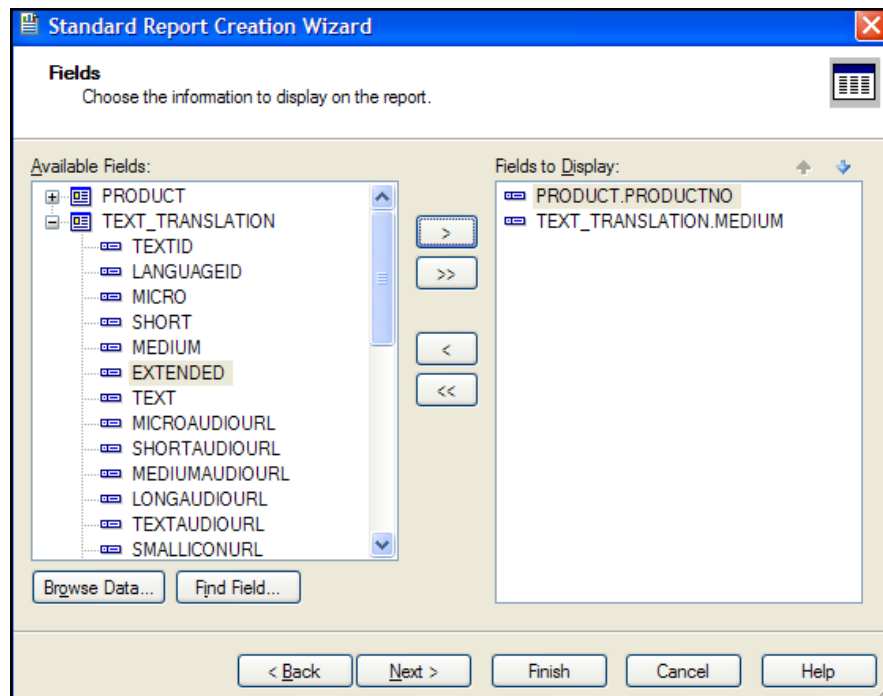 Standard Report Creation Wizard
Fields
Choose the information to display on the report.
Available Fields:
PRODUCT
TEXT_TRANSLATION
TEXTID
LANGUAGEID
MICRO
SHORT
MEDIUM
EXTENDED
TEXT
MICROAUDIOURL
SHORTAUDIOURL
MEDIUMAUDIOURL
LONGAUDIOURL
TEXTAUDIOURL
SMALLICONURL
>
>>
<
<<
Fields to Display:
PRODUCT.PRODUCTNO
TEXT_TRANSLATION.MEDIUM
Browse Data... Find Field...
< Back Next > Finish Cancel Help